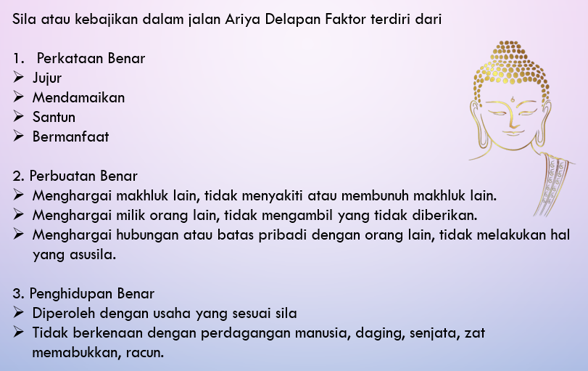 Sila atau kebajikan dalam jalan Ariya Delapan Faktor terdiri dari
1. Perkataan Benar
➢ Jujur
➢ Mendamaikan
➢ Santun
➢ Bermanfaat
2. Perbuatan Benar
➢ Menghargai makhluk lain, tidak menyakiti atau membunuh makhluk lain.
➢ Menghargai milik orang lain, tidak mengambil yang tidak diberikan.
➢ Menghargai hubungan atau batas pribadi dengan orang lain, tidak melakukan hal
yang asusila.
3. Penghidupan Benar
➢ Diperoleh dengan usaha yang sesuai sila
➢ Tidak berkenaan dengan perdagangan manusia, daging, senjata, zat
memabukkan, racun.